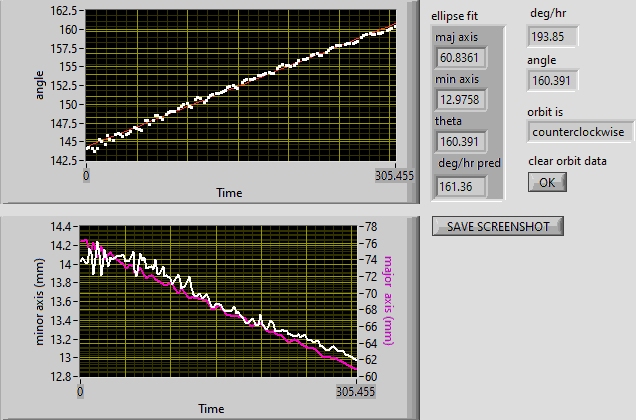 162.5
160
157.5
155
152.5
150
147.5
145
142.5
angle
0
305.455
Time
ellipse fit
maj axis
60.8361
min axis
12.9758
theta
160.391
deg/hr pred
161.36
deg/hr
193.85
angle
160.391
orbit is
counterclockwise
clear orbit data
OK
SAVE SCREENSHOT
14.4
14.2
14
13.8
13.6
13.4
13.2
13
12.8
minor axis (mm)
78
76
74
72
70
68
66
64
62
60
major axis (mm)
0
305.455
Time